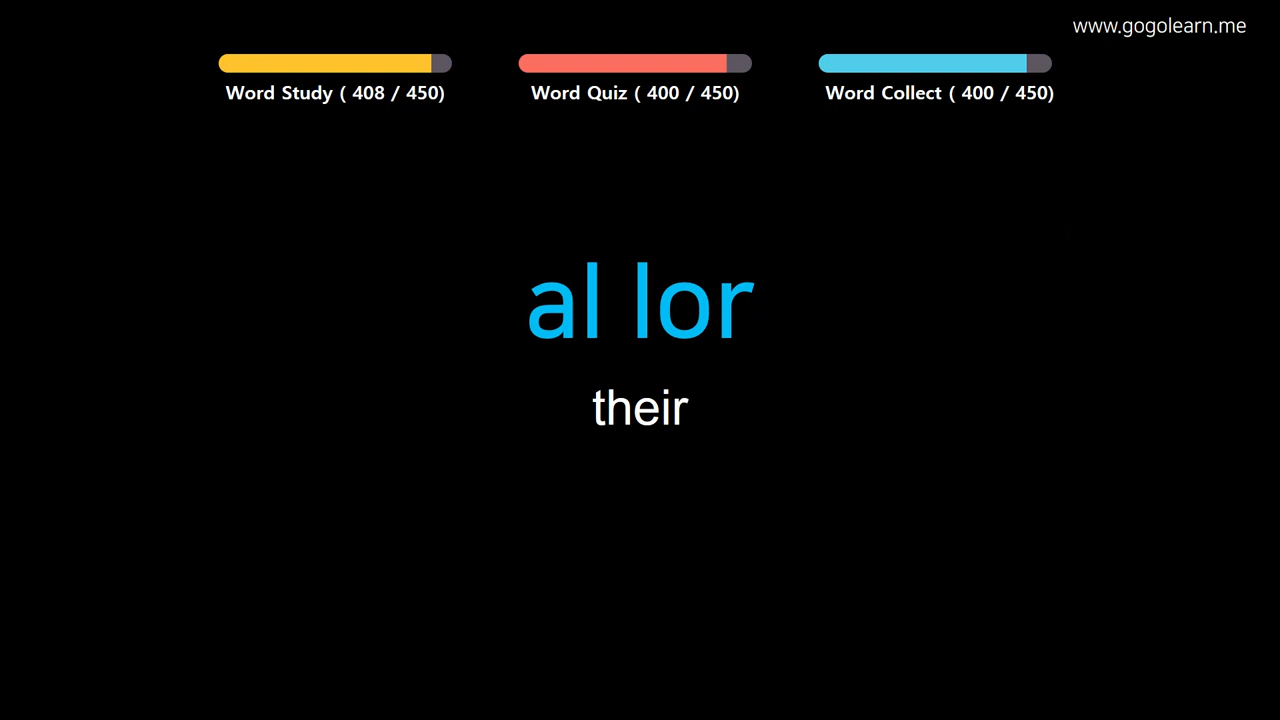 www.gogolearn.me
Word Study ( 408 / 450)
Word Quiz ( 400 / 450)
Word Collect ( 400 / 450)
al lor
their